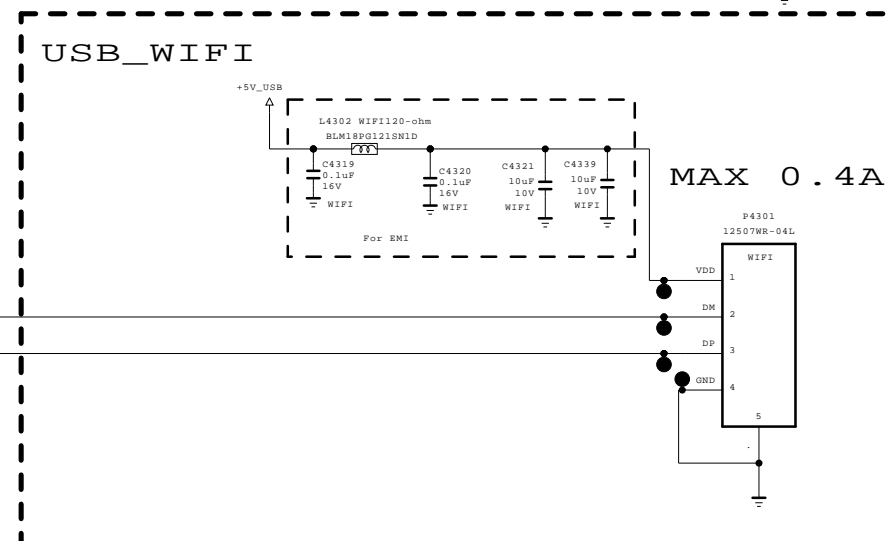 USB_WIFI
+5V_USB
L4302 WIFI120-ohm
BLM18PG121SN1D
C4319
0.1uF
16V
WIFI
C4320
0.1uF
16V
WIFI
C4321
10uF
10V
WIFI
C4339
10uF
10V
WIFI
For EMI
MAX 0.4A
P4301
12507WR-04L
WIFI
VDD
1
DM
2
DP
3
GND
4
5
.